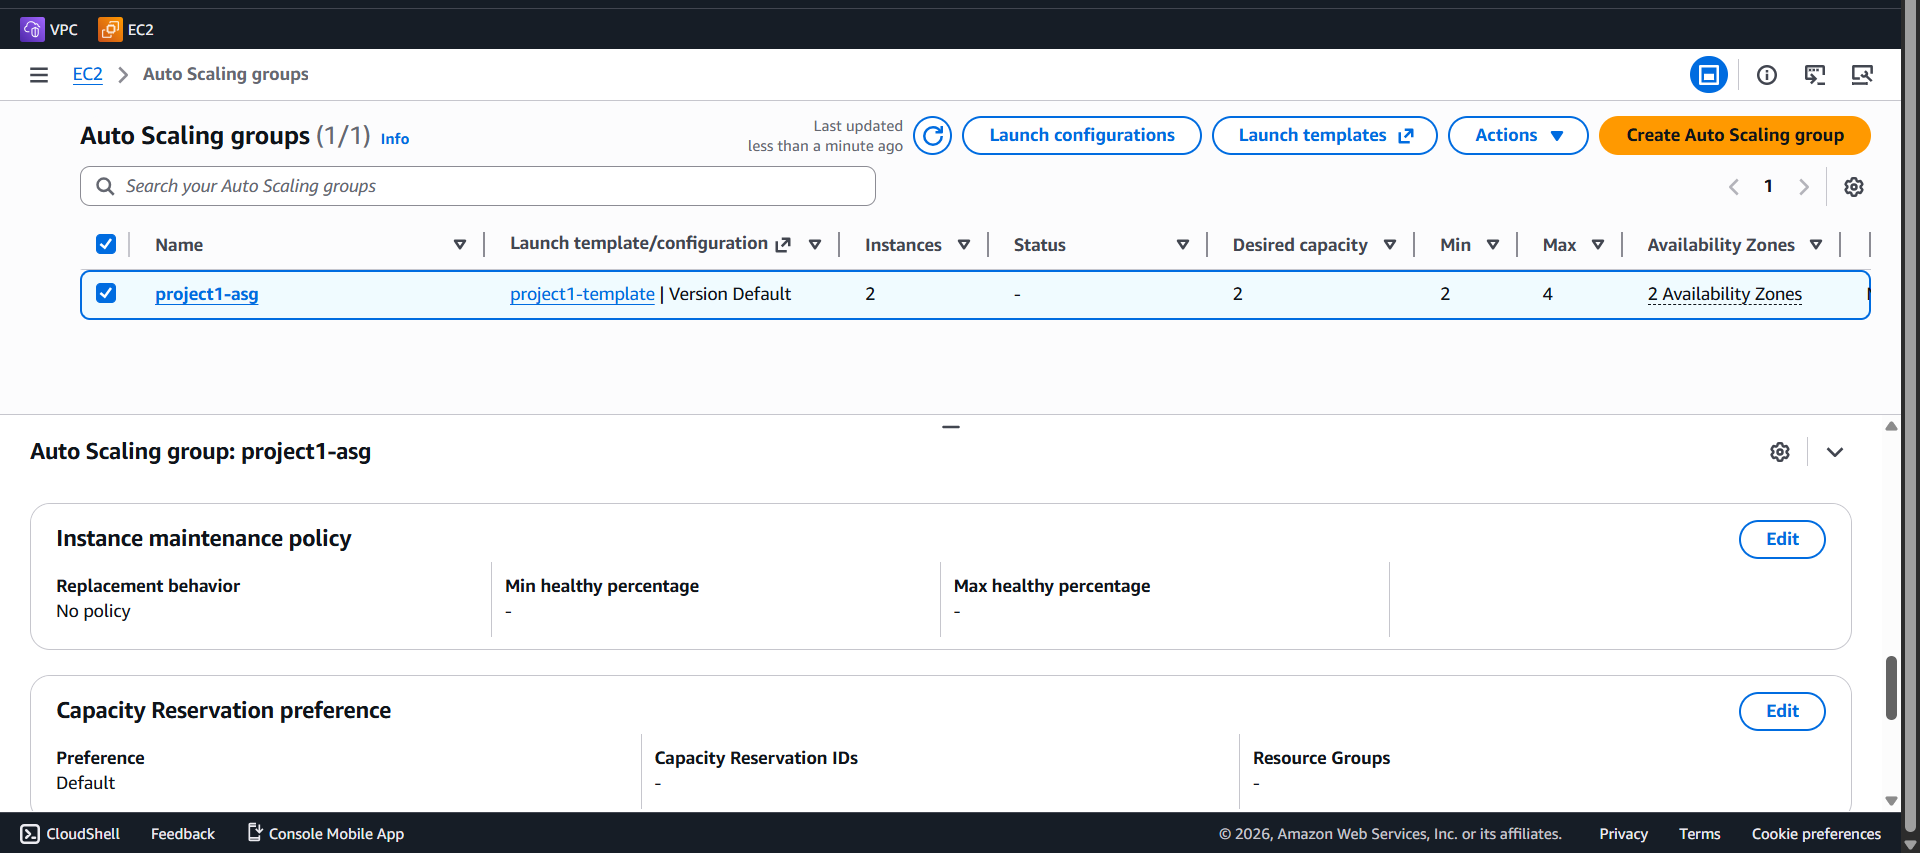 VPC EC2
EC2 Auto Scaling groups
Auto Scaling groups (1/1) Info
Last updated
less than a minute ago
Launch configurations Launch templates Actions Create Auto Scaling group
Search your Auto Scaling groups
1
Name Launch template/configuration Instances Status Desired capacity Min Max Availability Zones
project1-asg project1-template | Version Default 2 - 2 2 4 2 Availability Zones
Auto Scaling group: project1-asg
Instance maintenance policy Edit
Replacement behavior Min healthy percentage Max healthy percentage
No policy - -
Capacity Reservation preference Edit
Preference Capacity Reservation IDs Resource Groups
Default - -
CloudShell Feedback Console Mobile App © 2026, Amazon Web Services, Inc. or its affiliates. Privacy Terms Cookie preferences